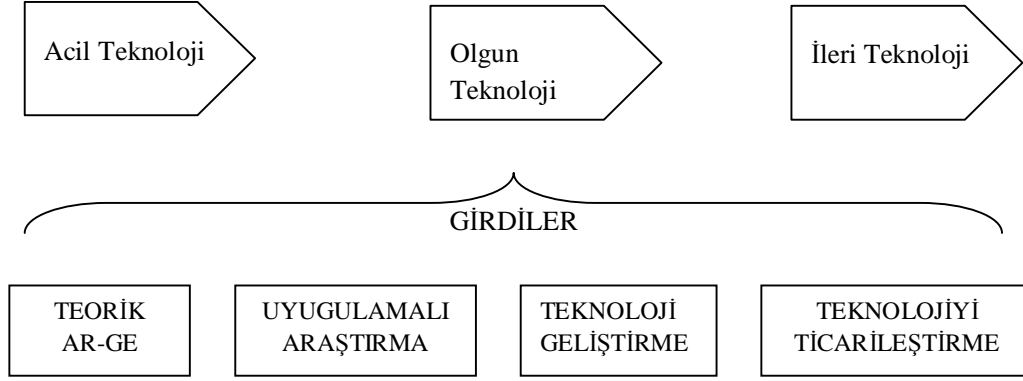 Acil Teknoloji
Olgun
Teknoloji
İleri Teknoloji
GİRDİLER
TEORİK
AR-GE
UYUGULAMALI
ARAŞTIRMA
TEKNOLOJİ
GELİŞTİRME
TEKNOLOJİYİ
TİCARİLEŞTİRME